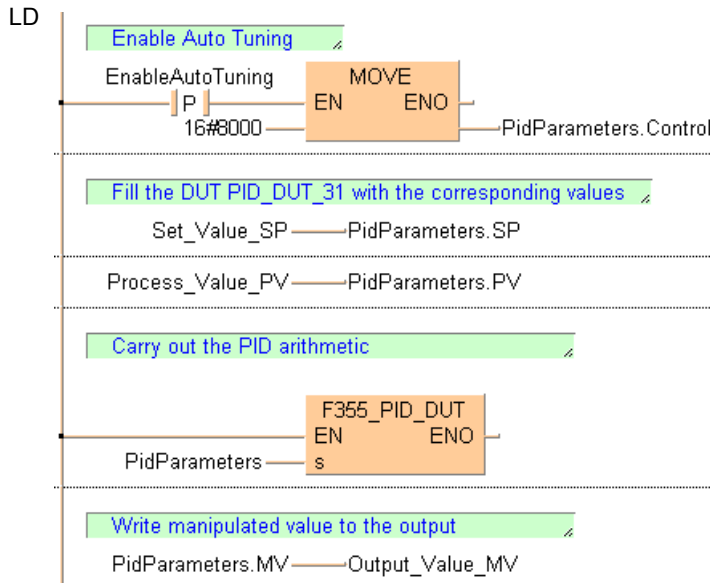 LD
Enable Auto Tuning
EnableAutoTuning
MOVE
P
EN ENO
16#8000
PidParameters.Control
Fill the DUT PID_DUT_31 with the corresponding values
Set_Value_SP PidParameters.SP
Process_Value_PV PidParameters.PV
Carry out the PID arithmetic
F355_PID_DUT
EN ENO
PidParameters s
Write manipulated value to the output
PidParameters.MV Output_Value_MV